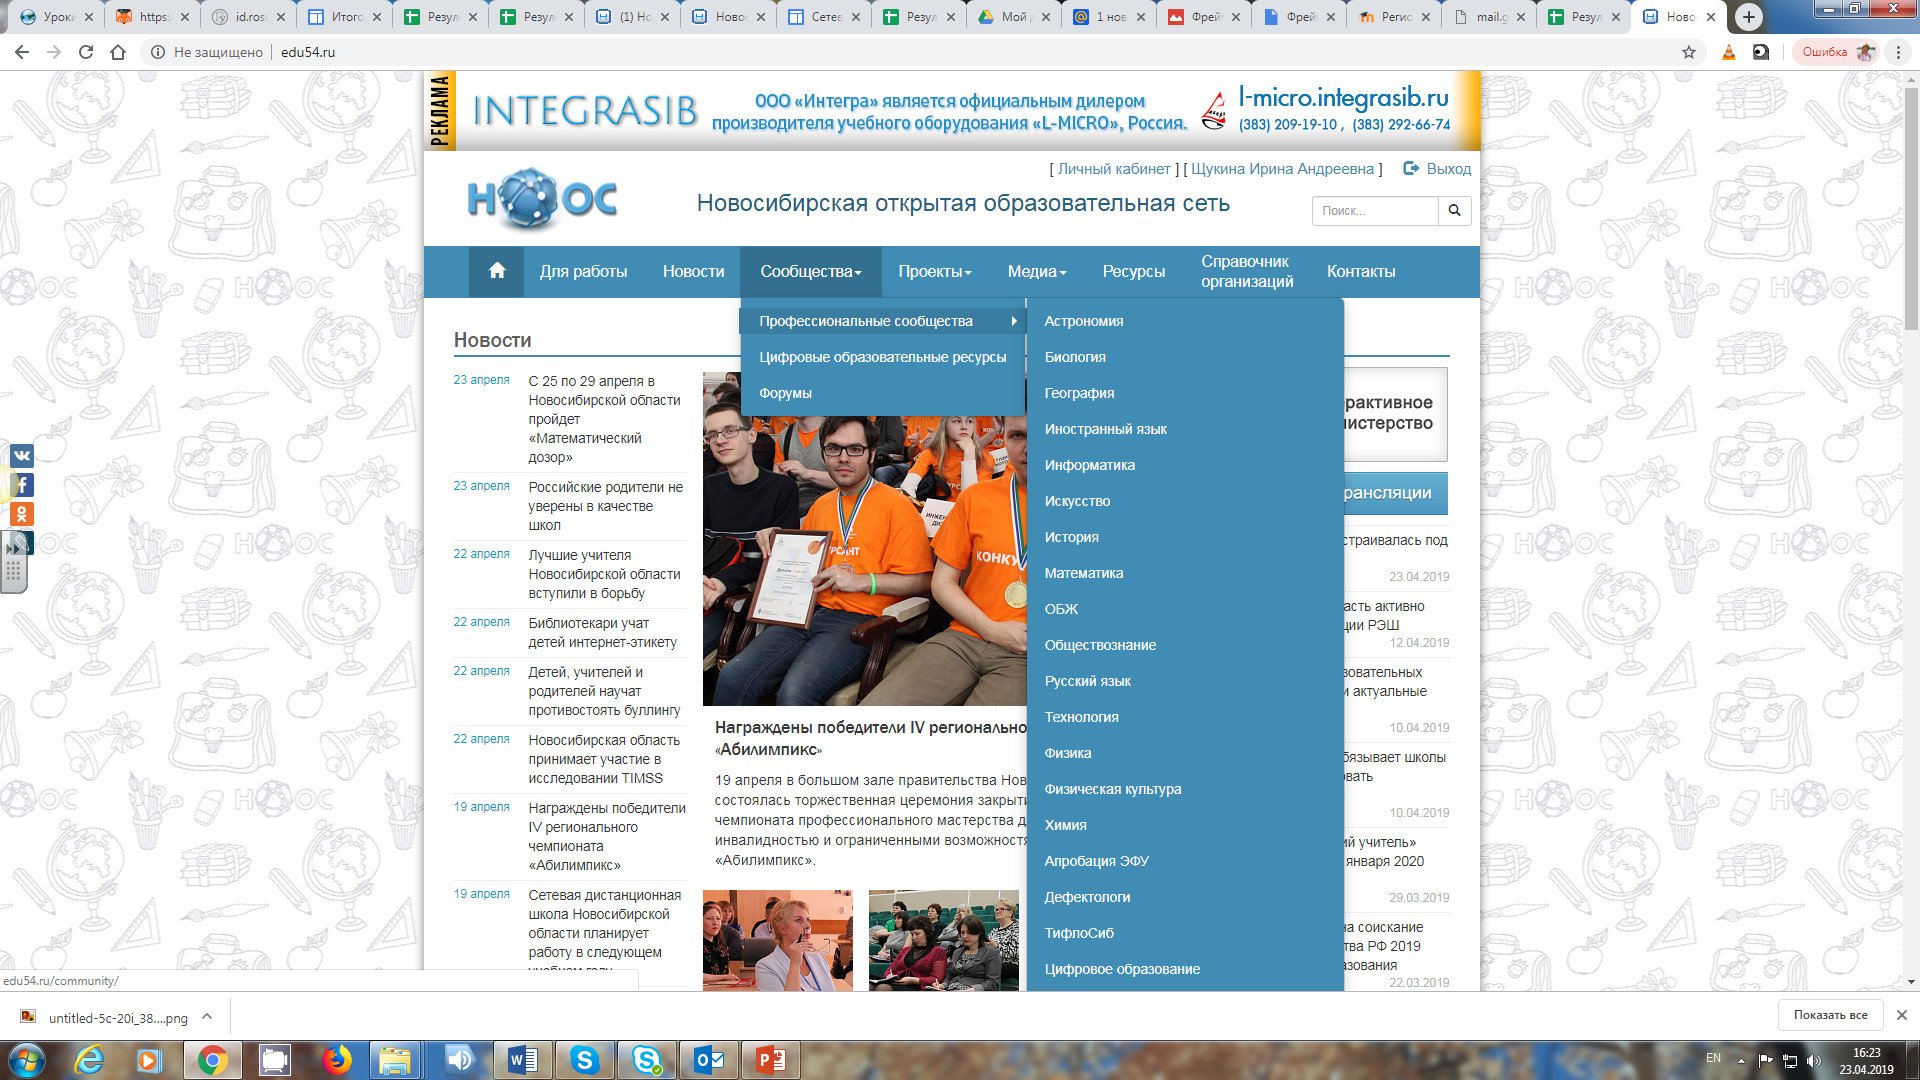 Уроки
https:
id.rosu
Итого
Резул
Резул
(1) Но
Новос
Сетев
Резул
Мой
1 нов
Фрей
Фрей
Регио
mail.g
Резул
Ново
Не защищено
edu54.ru
Ошибка
РЕКЛАМА
INTEGRASIB
ООО «Интегра» является официальным дилером
производителя учебного оборудования «L-MICRO», Россия.
l-micro.integrasib.ru
(383) 209-19-10 , (383) 292-66-74
[ Личный кабинет ] [ Щукина Ирина Андреевна ]
Выход
НООС
Новосибирская открытая образовательная сеть
Поиск...
Для работы
Новости
Сообщества
Проекты
Медиа
Ресурсы
Справочник
организаций
Контакты
Профессиональные сообщества
Цифровые образовательные ресурсы
Форумы
Астрономия
Биология
География
Иностранный язык
Информатика
Искусство
История
Математика
ОБЖ
Обществознание
Русский язык
Технология
Физика
Физическая культура
Химия
Апробация ЭФУ
Дефектологи
ТифлоСиб
Цифровое образование
Новости
23 апреля
С 25 по 29 апреля в
Новосибирской области
пройдет
«Математический
дозор»
23 апреля
Российские родители не
уверены в качестве
школ
22 апреля
Лучшие учителя
Новосибирской области
вступили в борьбу
22 апреля
Библиотекари учат
детей интернет-этикету
22 апреля
Детей, учителей и
родителей научат
противостоять буллингу
22 апреля
Новосибирская область
принимает участие в
исследовании TIMSS
19 апреля
Награждены победители
IV регионального
чемпионата
«Абилимпикс»
19 апреля
Сетевая дистанционная
школа Новосибирской
области планирует
работу в следующем
Награждены победители IV регионально
«Абилимпикс»
19 апреля в большом зале правительства Нов
состоялась торжественная церемония закрыти
чемпионата профессионального мастерства д
инвалидностью и ограниченными возможностя
«Абилимпикс».
ерактивное
истерство
рансляции
страивалась под
23.04.2019
асть активно
ции РЭШ
12.04.2019
зовательных
и актуальные
10.04.2019
бязывает школы
овать
10.04.2019
ий учитель»
января 2020
29.03.2019
на соискание
тва РФ 2019
азования
22.03.2019
edu54.ru/community/
untitled-5c-20i_38....png
Показать все
EN
16:23
23.04.2019